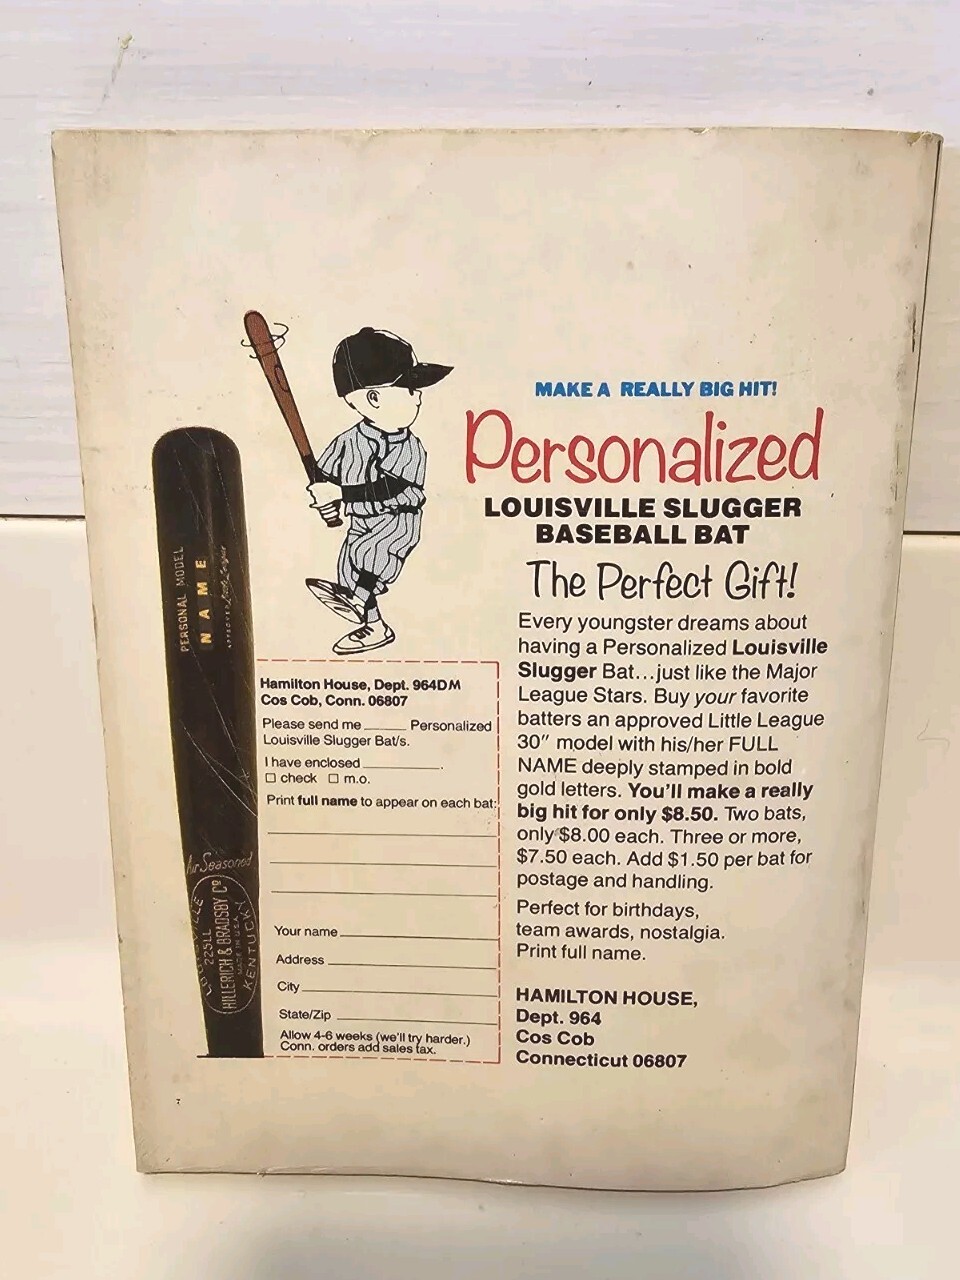 MAKE A REALLY BIG HIT!
Personalized
LOUISVILLE SLUGGER
BASEBALL BAT
The Perfect Gift!
Every youngster dreams about
having a Personalized Louisville
Slugger Bat...just like the Major
League Stars. Buy your favorite
batters an approved Little League
30" model with his/her FULL
NAME deeply stamped in bold
gold letters. You'll make a really
big hit for only $8.50. Two bats,
only $8.00 each. Three or more,
$7.50 each. Add $1.50 per bat for
postage and handling.
Perfect for birthdays,
team awards, nostalgia.
Print full name.
HAMILTON HOUSE,
Dept. 964
Cos Cob
Connecticut 06807
PERSONAL MODEL
NAME
Air Seasoned
225LL
HILLERICH & BRADSBY Cº
MADE IN U.S.A.
KENTUCKY
Hamilton House, Dept. 964DM
Cos Cob, Conn. 06807
Please send me ______ Personalized
Louisville Slugger Bat/s.
I have enclosed ___________.
☐ check ☐ m.o.
Print full name to appear on each bat:
Your name
Address
City
State/Zip
Allow 4-6 weeks (we'll try harder.)
Conn. orders add sales tax.
7